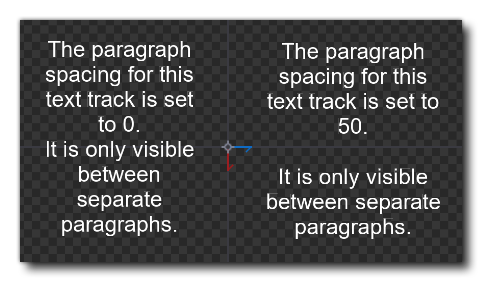 The paragraph
spacing for this
text track is set
to 0.
It is only visible
between
separate
paragraphs.
The paragraph
spacing for this
text track is set to
50.
It is only visible
between separate
paragraphs.